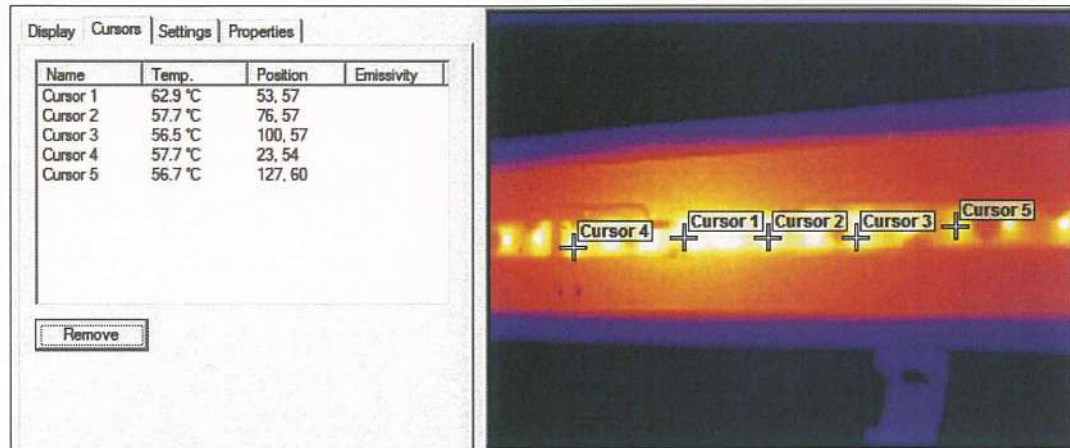 Display Cursors Settings Properties
Name Temp. Position Emissivity
Cursor 1 62.9 °C 53, 57
Cursor 2 57.7 °C 76, 57
Cursor 3 56.5 °C 100, 57
Cursor 4 57.7 °C 23, 54
Cursor 5 56.7 °C 127, 60
Remove
Cursor 4
Cursor 1
Cursor 2
Cursor 3
Cursor 5